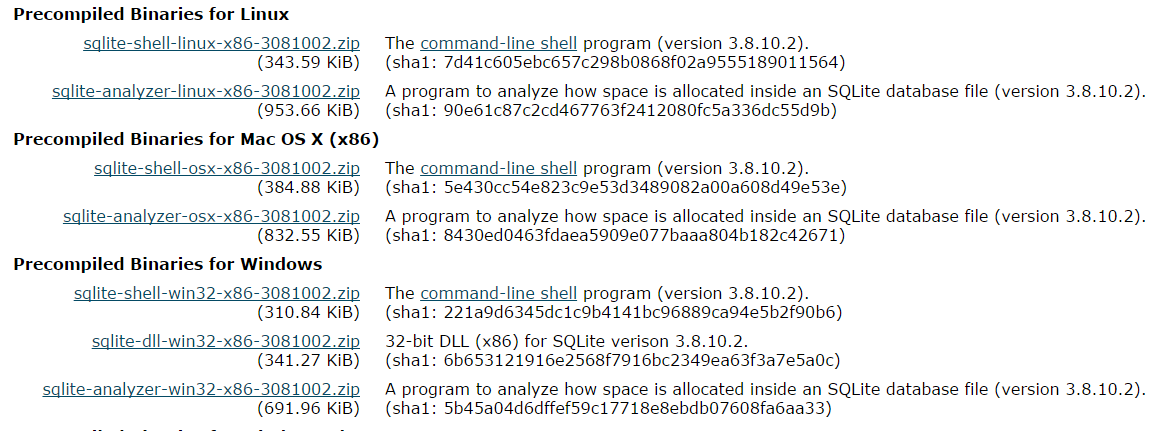 Precompiled Binaries for Linux
sqlite-shell-linux-x86-3081002.zip The command-line shell program (version 3.8.10.2).
(343.59 KiB) (sha1: 7d41c605ebc657c298b0868f02a9555189011564)
sqlite-analyzer-linux-x86-3081002.zip A program to analyze how space is allocated inside an SQLite database file (version 3.8.10.2).
(953.66 KiB) (sha1: 90e61c87c2cd467763f2412080fc5a336dc55d9b)
Precompiled Binaries for Mac OS X (x86)
sqlite-shell-osx-x86-3081002.zip The command-line shell program (version 3.8.10.2).
(384.88 KiB) (sha1: 5e430cc54e823c9e53d3489082a00a608d49e53e)
sqlite-analyzer-osx-x86-3081002.zip A program to analyze how space is allocated inside an SQLite database file (version 3.8.10.2).
(832.55 KiB) (sha1: 8430ed0463fdaea5909e077baaa804b182c42671)
Precompiled Binaries for Windows
sqlite-shell-win32-x86-3081002.zip The command-line shell program (version 3.8.10.2).
(310.84 KiB) (sha1: 221a9d6345dc1c9b4141bc96889ca94e5b2f90b6)
sqlite-dll-win32-x86-3081002.zip 32-bit DLL (x86) for SQLite verison 3.8.10.2.
(341.27 KiB) (sha1: 6b653121916e2568f7916bc2349ea63f3a7e5a0c)
sqlite-analyzer-win32-x86-3081002.zip A program to analyze how space is allocated inside an SQLite database file (version 3.8.10.2).
(691.96 KiB) (sha1: 5b45a04d6dffef59c17718e8ebdb07608fa6aa33)